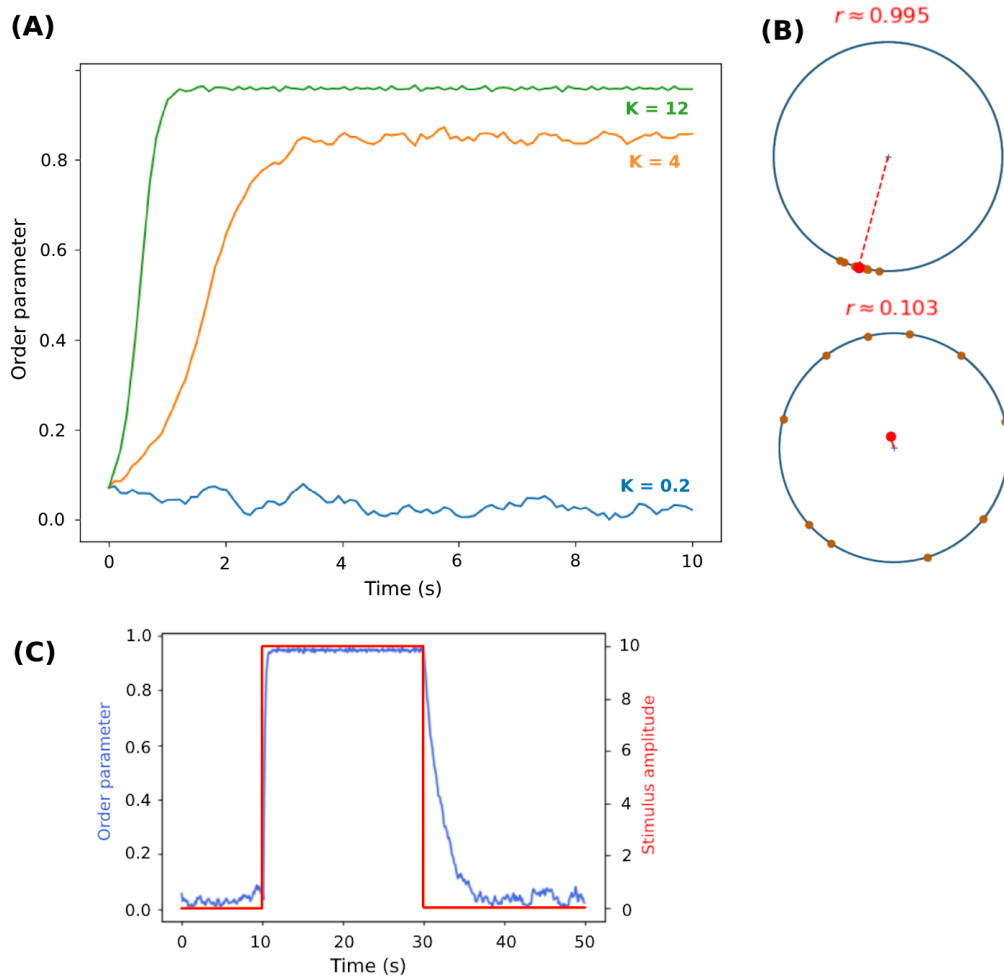 (A)
0.8
0.6
0.4
0.2
0.0
Order parameter
K = 12
K = 4
K = 0.2
0 2 4 6 8 10
Time (s)
(B)
r ≈ 0.995
r ≈ 0.103
(C)
1.0
0.8
0.6
0.4
0.2
0.0
Order parameter
10
8
6
4
2
0
Stimulus amplitude
0 10 20 30 40 50
Time (s)